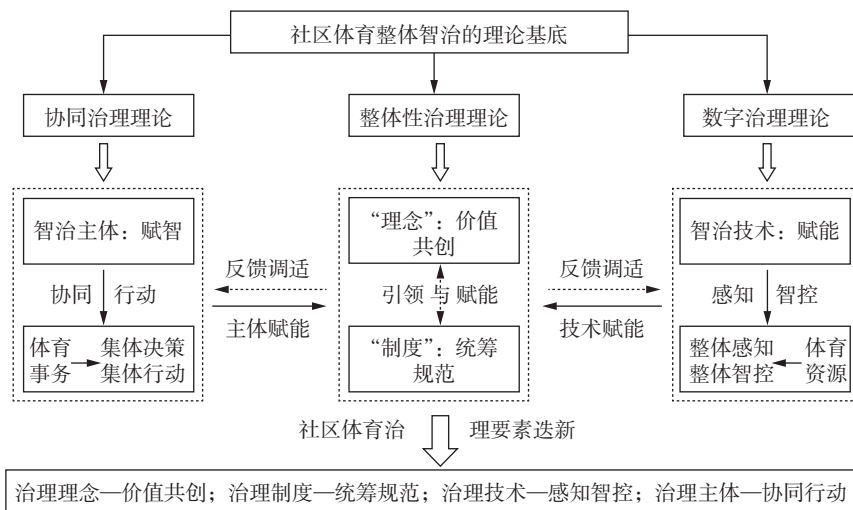 社区体育整体智治的理论基底
协同治理理论
整体性治理理论
数字治理理论
智治主体：赋智
“理念”：价值
共创
智治技术：赋能
反馈调适
反馈调适
协同 行动
引领与赋能
感知 智控
主体赋能
技术赋能
体育
事务
集体决策
集体行动
“制度”：统筹
规范
整体感知
整体智控
体育
资源
社区体育治 理要素迭新
治理理念—价值共创；治理制度—统筹规范；治理技术—感知智控；治理主体—协同行动